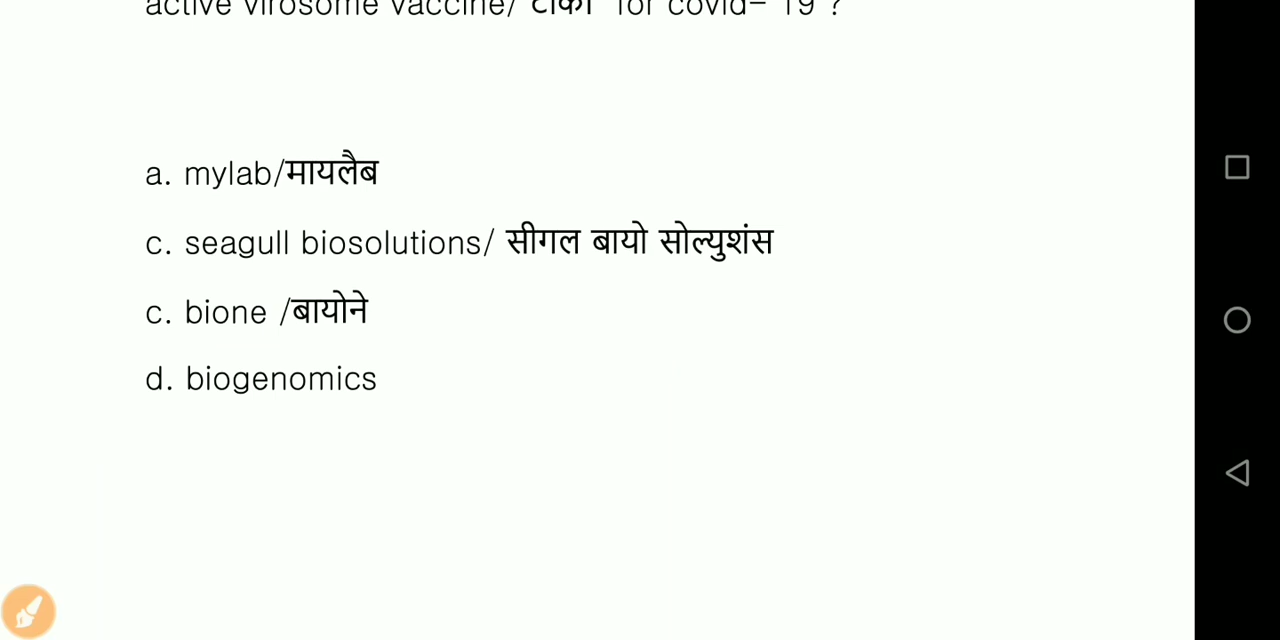 active virosome vaccine/ टीका for covid- 19 ?
a. mylab/मायलैब
c. seagull biosolutions/ सीगल बायो सोल्युशंस
c. bione /बायोने
d. biogenomics